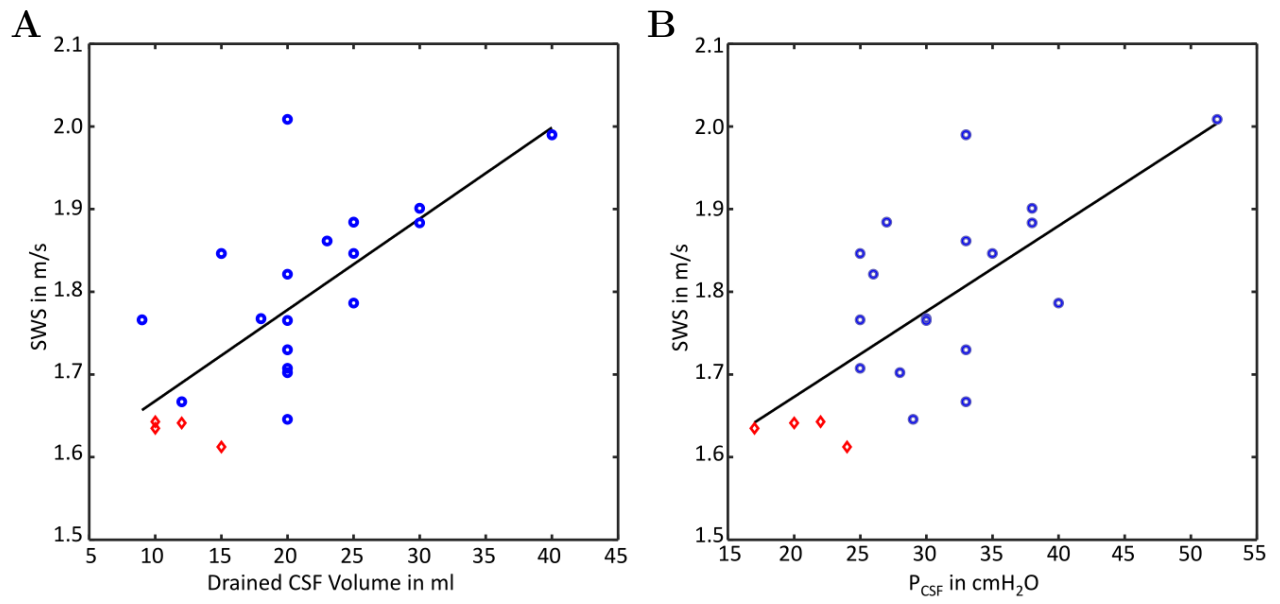 A
2.1
2.0
1.9
1.8
1.7
1.6
1.5
SWS in m/s
5 10 15 20 25 30 35 40 45
Drained CSF Volume in ml
B
2.1
2.0
1.9
1.8
1.7
1.6
1.5
SWS in m/s
15 20 25 30 35 40 45 50 55
PCSF in cmH2O